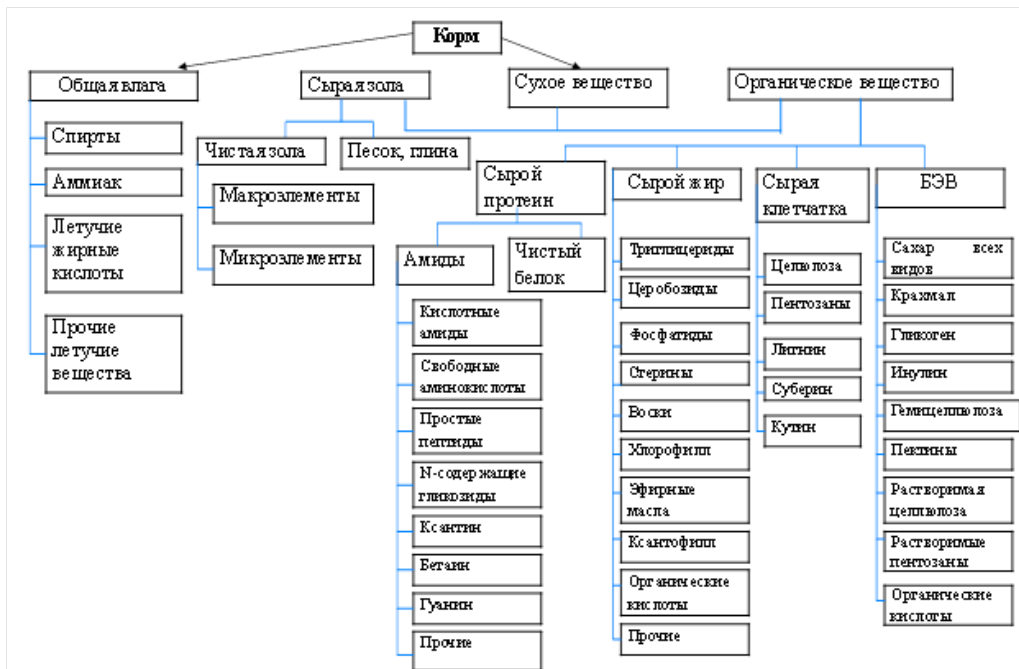 Корм
Общая влага
Сырая зола
Сухое вещество
Органическое вещество
Спирты
Аммиак
Летучие
жирные
кислоты
Прочие
летучие
вещества
Чистая зола
Песок, глина
Макроэлементы
Микроэлементы
Сырой
протеин
Сырой жир
Сырая
клетчатка
БЭВ
Амиды
Чистый
белок
Кислотные
амиды
Свободные
аминокислоты
Простые
пептиды
N-содержащие
гликозиды
Ксантин
Бетаин
Гуанин
Прочие
Триглицериды
Церобозиды
Фосфатиды
Стерины
Воски
Хлорофилл
Эфирные
масла
Ксантофилл
Органические
кислоты
Прочие
Целюлоза
Пентозаны
Лигнин
Суберин
Кутин
Сахар всех
видов
Крахмал
Гликоген
Инулин
Гемицеллюлоза
Пектины
Растворимая
целлюлоза
Растворимые
пентозаны
Органические
кислоты